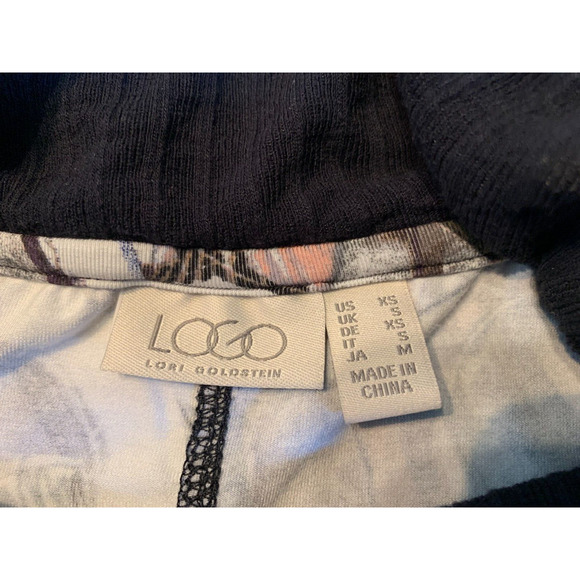 LOGO
LORI GOLDSTEIN
US XS
UK S
DE XS
IT S
JA M
MADE IN
CHINA